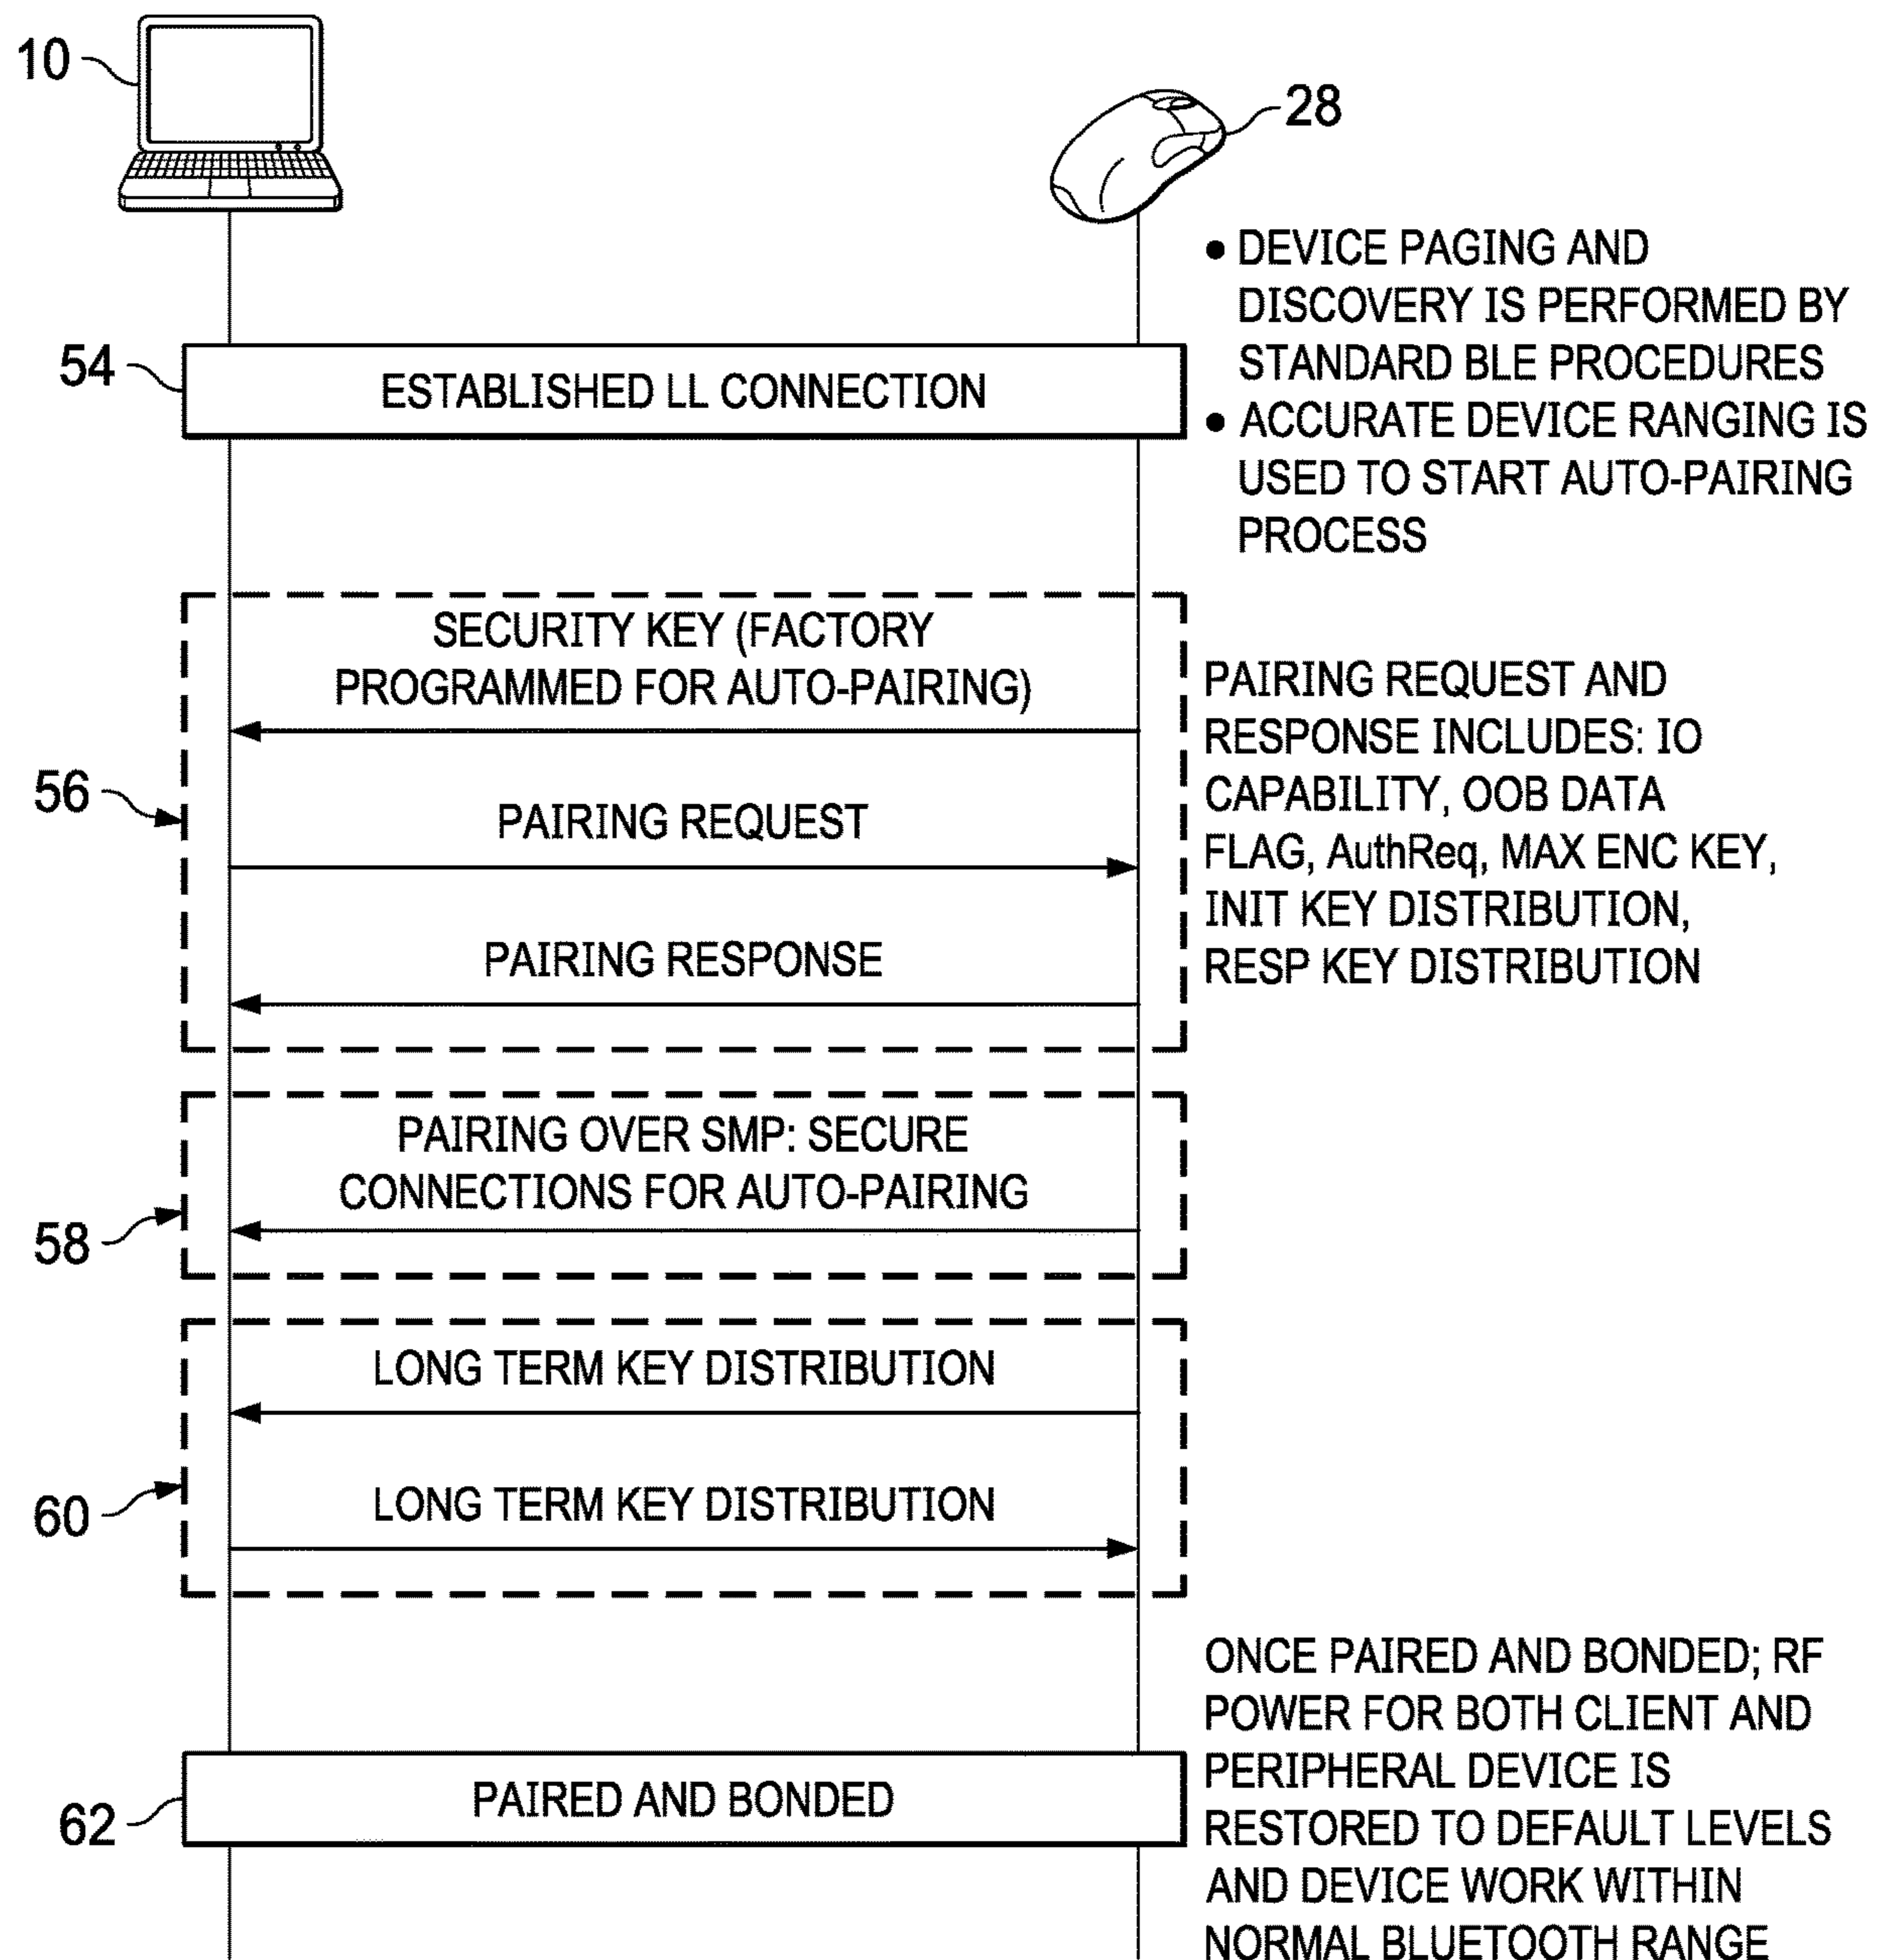 10
28
• DEVICE PAGING AND
DISCOVERY IS PERFORMED BY
STANDARD BLE PROCEDURES
• ACCURATE DEVICE RANGING IS
USED TO START AUTO-PAIRING
PROCESS
54
ESTABLISHED LL CONNECTION
SECURITY KEY (FACTORY
PROGRAMMED FOR AUTO-PAIRING)
56
PAIRING REQUEST
PAIRING RESPONSE
PAIRING REQUEST AND
RESPONSE INCLUDES: IO
CAPABILITY, OOB DATA
FLAG, AuthReq, MAX ENC KEY,
INIT KEY DISTRIBUTION,
RESP KEY DISTRIBUTION
PAIRING OVER SMP: SECURE
CONNECTIONS FOR AUTO-PAIRING
58
LONG TERM KEY DISTRIBUTION
60
LONG TERM KEY DISTRIBUTION
62
PAIRED AND BONDED
ONCE PAIRED AND BONDED; RF
POWER FOR BOTH CLIENT AND
PERIPHERAL DEVICE IS
RESTORED TO DEFAULT LEVELS
AND DEVICE WORK WITHIN
NORMAL BLUETOOTH RANGE